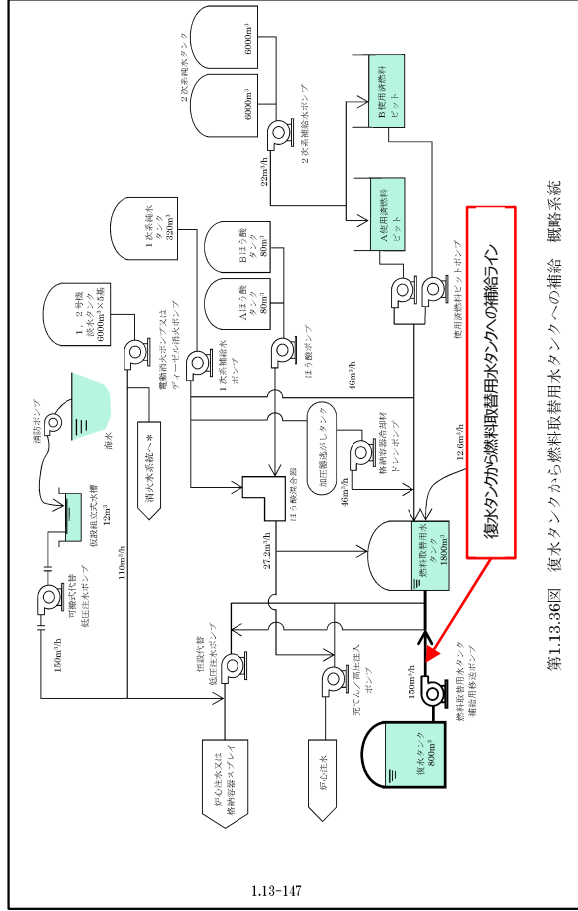 消防ポンプ
海水
仮設組立式水槽
12m³
可搬式代替
低圧注水ポンプ
150m³/h
110m³/h
消火水系統へ＊
1，2号機
淡水タンク
6000m³×5基
電動消火ポンプ又は
ディーゼル消火ポンプ
1次系純水
タンク
320m³
1次系補給水
ポンプ
2次系純水タンク
6000m³
6000m³
2次系補給水ポンプ
22m³/h
Aほう酸
タンク
80m³
Bほう酸
タンク
80m³
ほう酸ポンプ
46m³/h
ほう酸混合器
27.2m³/h
加圧器逃がしタンク
格納容器冷却材
ドレンポンプ
46m³/h
A使用済燃料
ピット
B使用済燃料
ピット
使用済燃料ピットポンプ
12.6m³/h
恒設代替
低圧注水ポンプ
炉心注水又は
格納容器スプレイ
充てん／高圧注入
ポンプ
炉心注水
燃料取替用水
タンク
1800m³
150m³/h
燃料取替用水タンク
補給用移送ポンプ
復水タンク
800m³
復水タンクから燃料取替用水タンクへの補給ライン
第1.13.36図　復水タンクから燃料取替用水タンクへの補給　概略系統
1.13-147